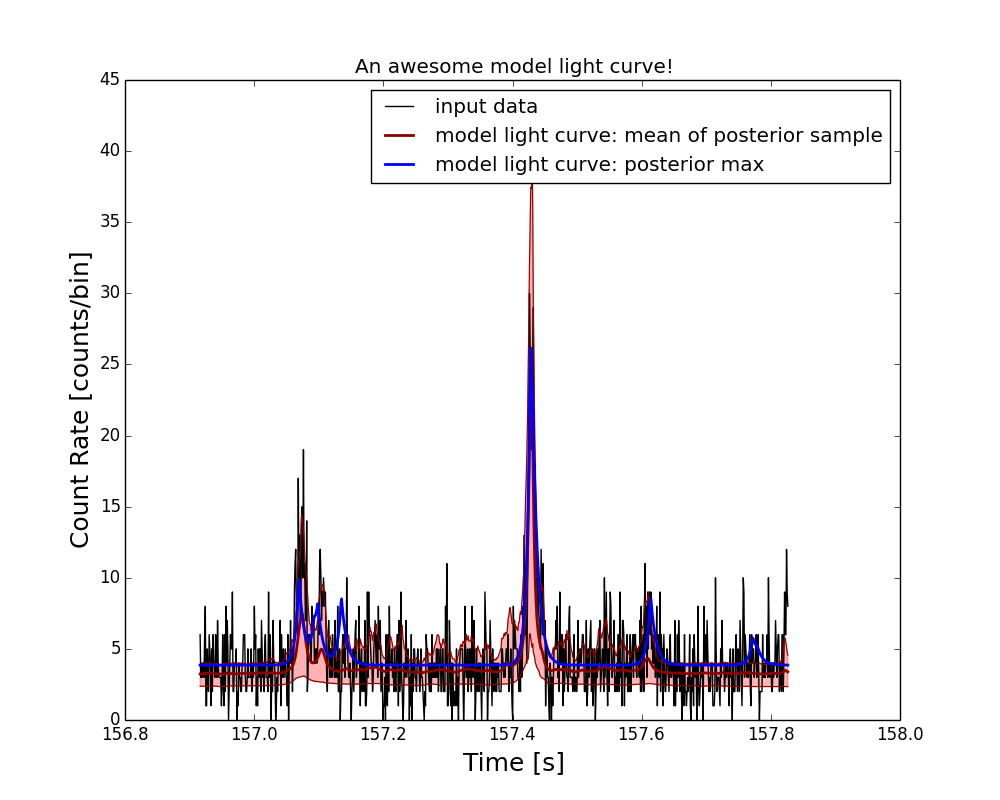 An awesome model light curve!
input data
model light curve: mean of posterior sample
model light curve: posterior max
Count Rate [counts/bin]
45
40
35
30
25
20
15
10
5
0
156.8 157.0 157.2 157.4 157.6 157.8 158.0
Time [s]